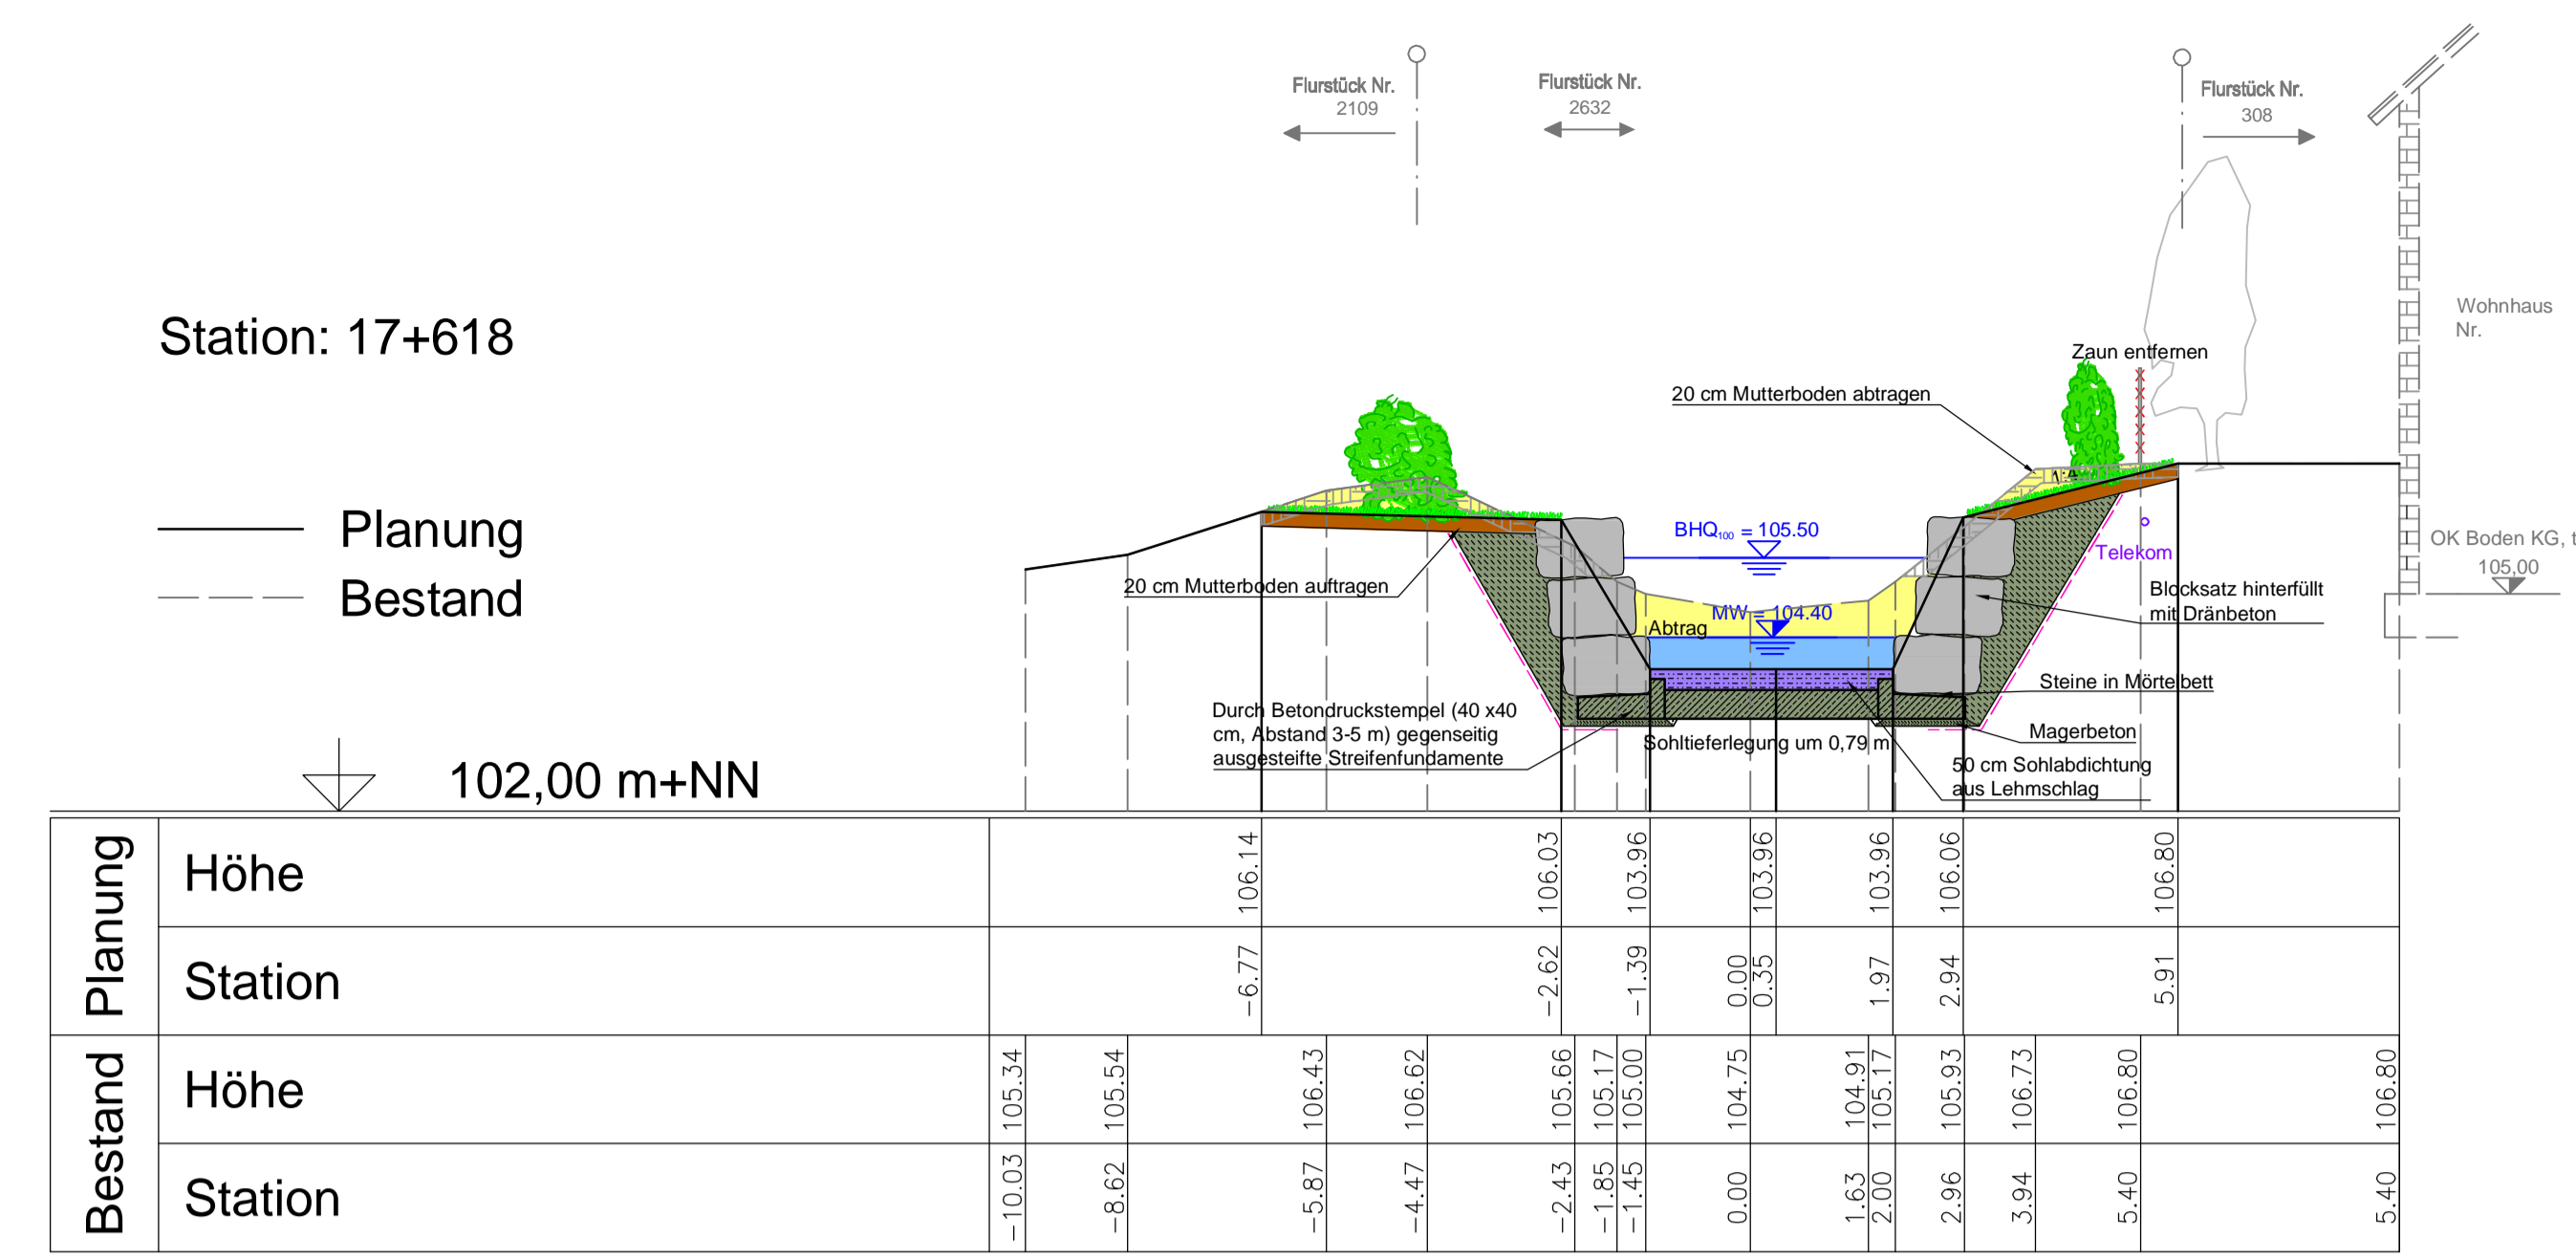 Flurstück Nr.
2109
Flurstück Nr.
2632
Flurstück Nr.
308
Station: 17+618
Wohnhaus
Nr.
Zaun entfernen
20 cm Mutterboden abtragen
1:4
Planung
Bestand
BHQ100 = 105.50
Telekom
OK Boden KG, t
105,00
20 cm Mutterboden auftragen
Blocksatz hinterfüllt
mit Dränbeton
MW = 104.40
Abtrag
Steine in Mörtelbett
Durch Betondruckstempel (40 x40
cm, Abstand 3-5 m) gegenseitig
ausgesteifte Streifenfundamente
Magerbeton
Sohltieferlegung um 0,79 m
50 cm Sohlabdichtung
aus Lehmschlag
102,00 m+NN
Planung
Höhe
106.14 106.03 103.96 103.96 103.96 106.06 106.80
Station
-6.77 -2.62 -1.39 0.00 0.35 1.97 2.94 5.91
Bestand
Höhe
105.34 105.54 106.43 106.62 105.66 105.17 105.00 104.75 104.91 105.17 105.93 106.73 106.80 106.80
Station
-10.03 -8.62 -5.87 -4.47 -2.43 -1.85 -1.45 0.00 1.63 2.00 2.96 3.94 5.40 5.40